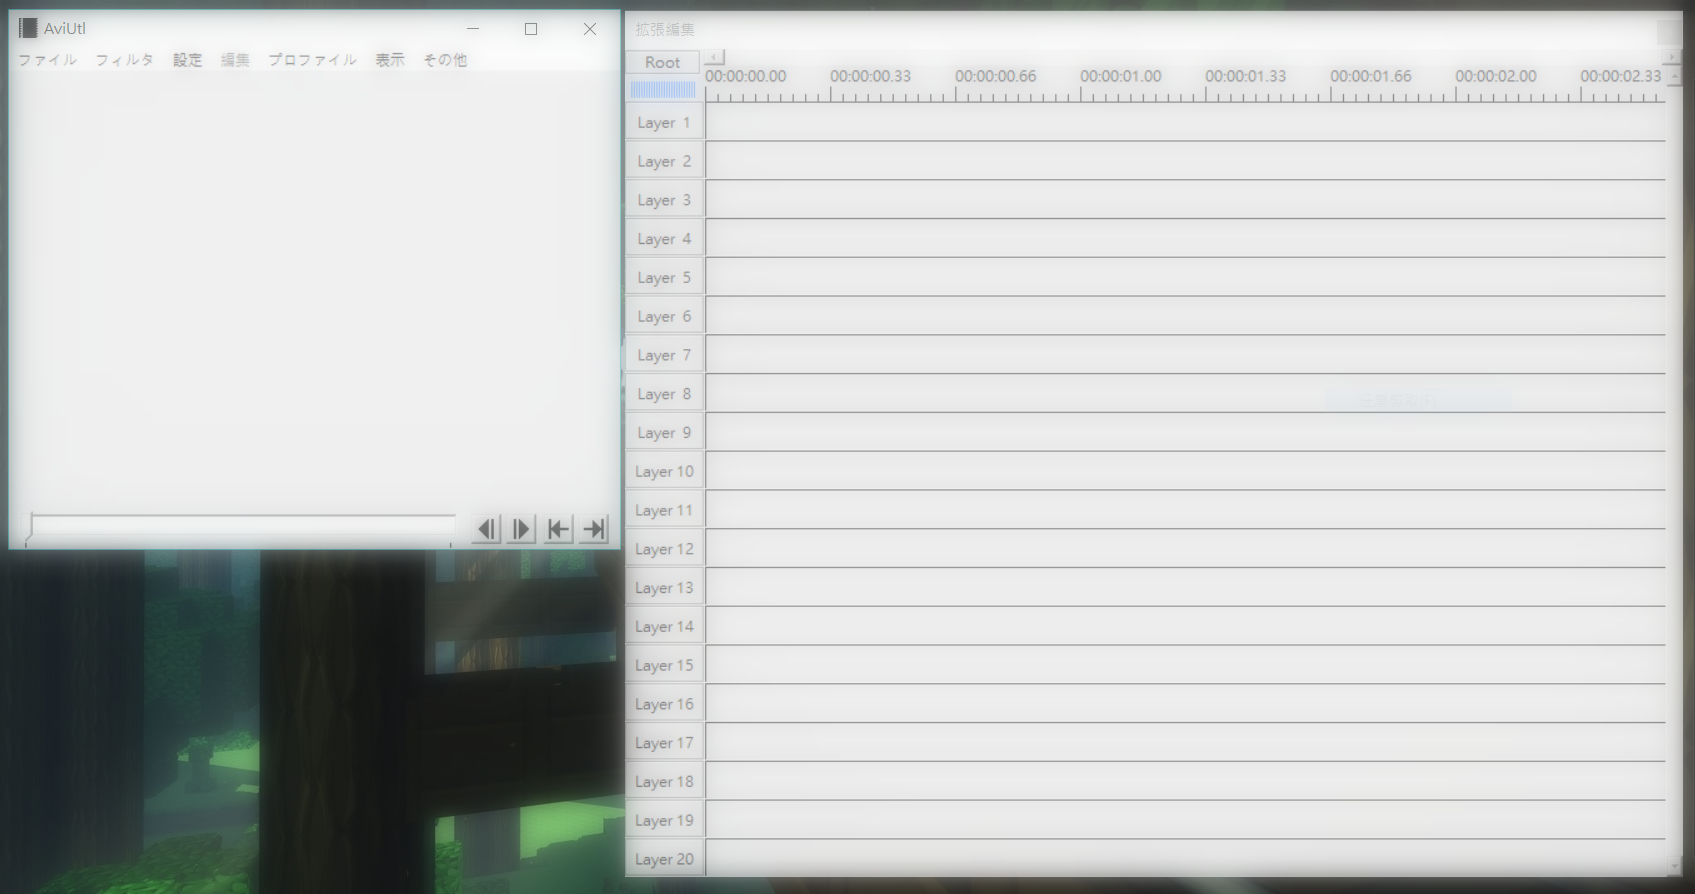 AviUtl
ファイル フィルタ 設定 編集 プロファイル 表示 その他
拡張編集
Root
00:00:00.00 00:00:00.33 00:00:00.66 00:00:01.00 00:00:01.33 00:00:01.66 00:00:02.00 00:00:02.33
Layer 1
Layer 2
Layer 3
Layer 4
Layer 5
Layer 6
Layer 7
Layer 8
Layer 9
Layer 10
Layer 11
Layer 12
Layer 13
Layer 14
Layer 15
Layer 16
Layer 17
Layer 18
Layer 19
Layer 20